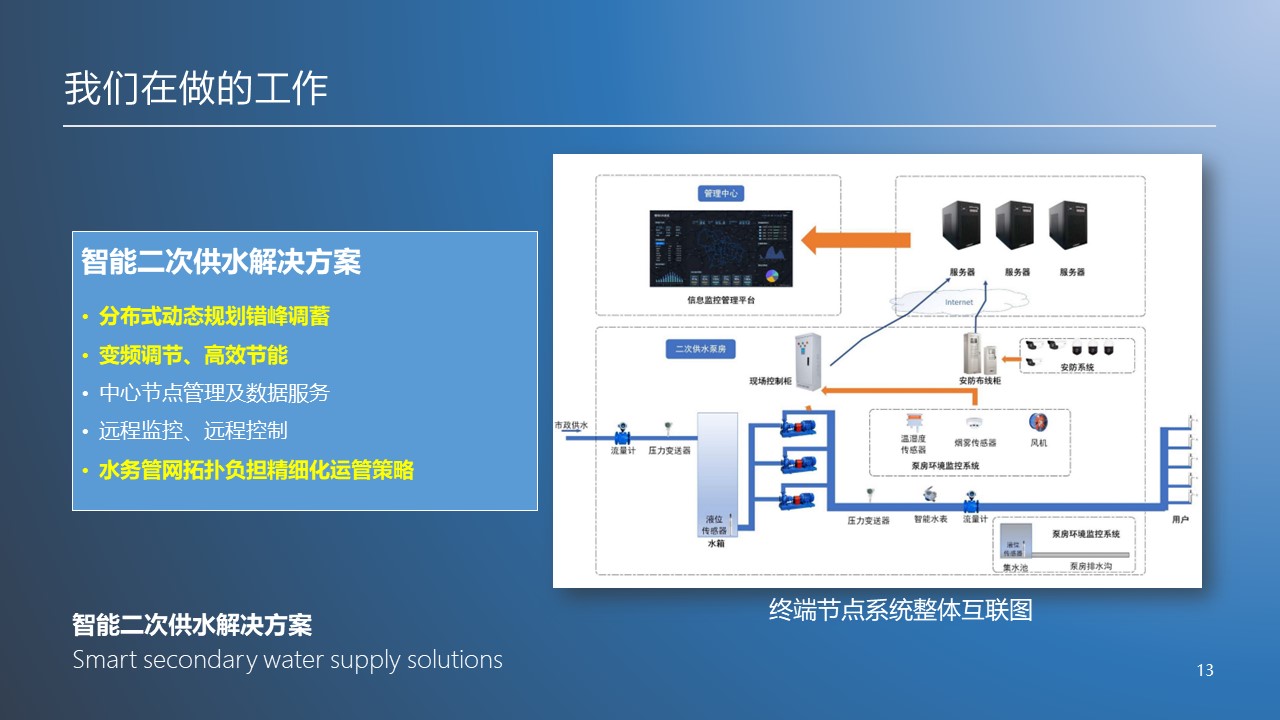 我们在做的工作
智能二次供水解决方案
• 分布式动态规划错峰调蓄
• 变频调节、高效节能
• 中心节点管理及数据服务
• 远程监控、远程控制
• 水务管网拓扑负担精细化运管策略
管理中心
信息监控管理平台
服务器
服务器
服务器
Internet
二次供水泵房
现场控制柜
安防布线柜
安防系统
市政供水
流量计
压力变送器
温湿度
传感器
烟雾传感器
风机
泵房环境监控系统
液位
传感器
水箱
压力变送器
智能水表
流量计
用户
泵房环境监控系统
液位
传感器
集水池
泵房排水沟
终端节点系统整体互联图
智能二次供水解决方案
Smart secondary water supply solutions
13